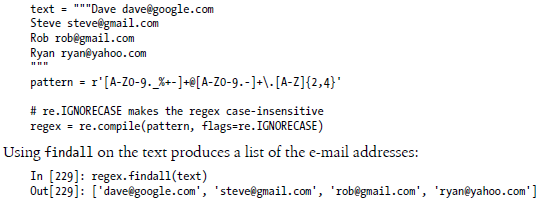 text = """Dave dave@google.com
Steve steve@gmail.com
Rob rob@gmail.com
Ryan ryan@yahoo.com
"""
pattern = r'[A-Z0-9._%+-]+@[A-Z0-9.-]+\.[A-Z]{2,4}'
# re.IGNORECASE makes the regex case-insensitive
regex = re.compile(pattern, flags=re.IGNORECASE)
Using findall on the text produces a list of the e-mail addresses:
In [229]: regex.findall(text)
Out[229]: ['dave@google.com', 'steve@gmail.com', 'rob@gmail.com', 'ryan@yahoo.com']